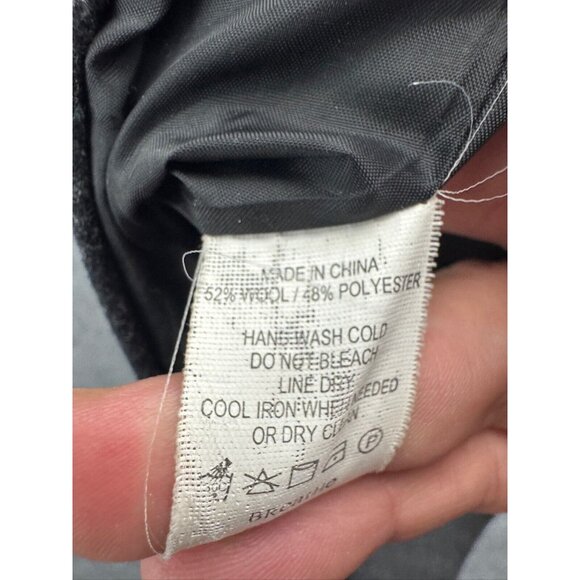 MADE IN CHINA
52% WOOL / 48% POLYESTER
HAND WASH COLD
DO NOT BLEACH
LINE DRY
COOL IRON WHEN NEEDED
OR DRY CLEAN
P